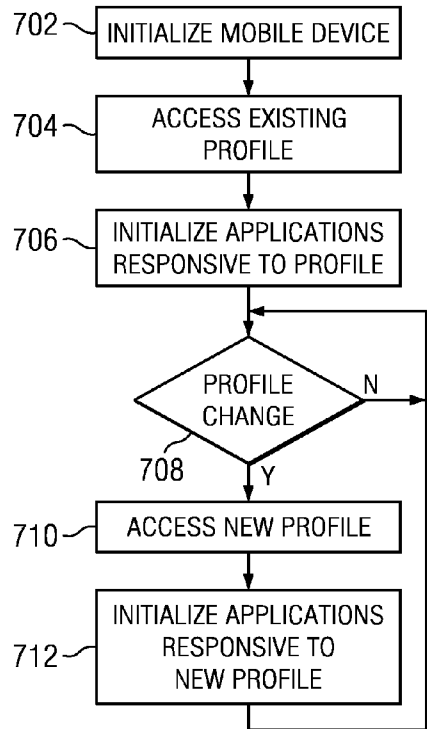 702
INITIALIZE MOBILE DEVICE
704
ACCESS EXISTING
PROFILE
706
INITIALIZE APPLICATIONS
RESPONSIVE TO PROFILE
PROFILE
CHANGE
N
708
Y
710
ACCESS NEW PROFILE
712
INITIALIZE APPLICATIONS
RESPONSIVE TO
NEW PROFILE